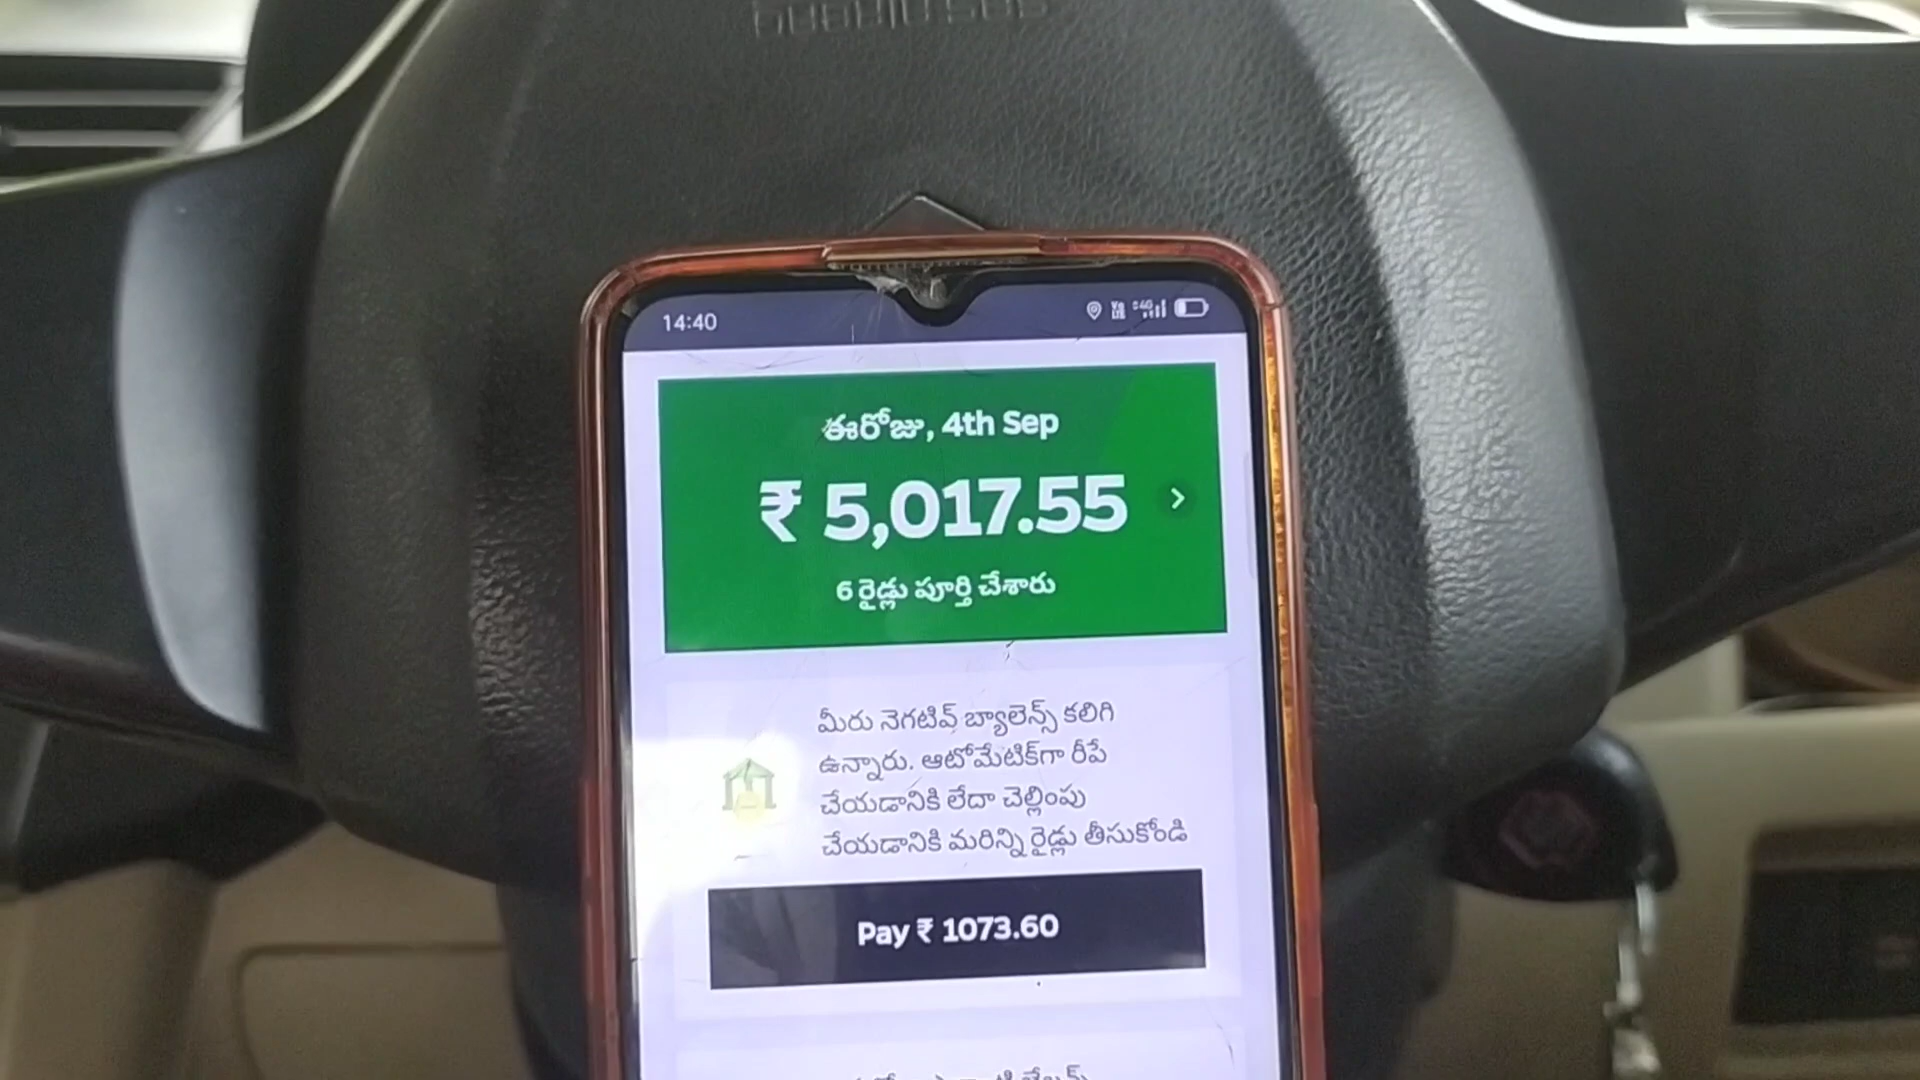 14:40
ఈరోజు, 4th Sep
₹ 5,017.55
6 రైడ్లు పూర్తి చేశారు
మీరు నెగటివ్ బ్యాలెన్స్ కలిగి
ఉన్నారు. ఆటోమేటిక్‌గా రీపే
చేయడానికి లేదా చెల్లింపు
చేయడానికి మరిన్ని రైడ్లు తీసుకోండి
Pay ₹ 1073.60